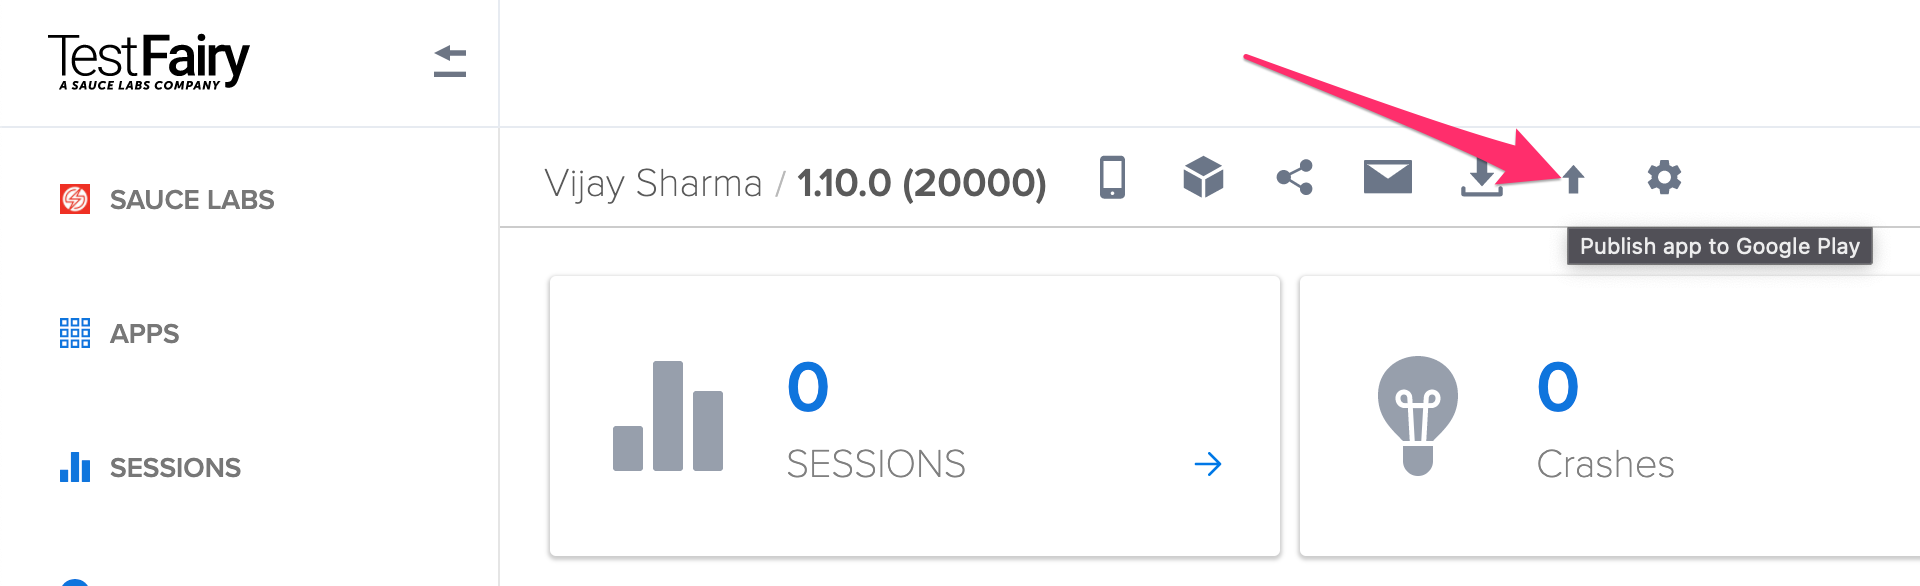 TestFairy
A SAUCE LABS COMPANY
SAUCE LABS
APPS
SESSIONS
Vijay Sharma / 1.10.0 (20000)
Publish app to Google Play
0
SESSIONS
0
Crashes